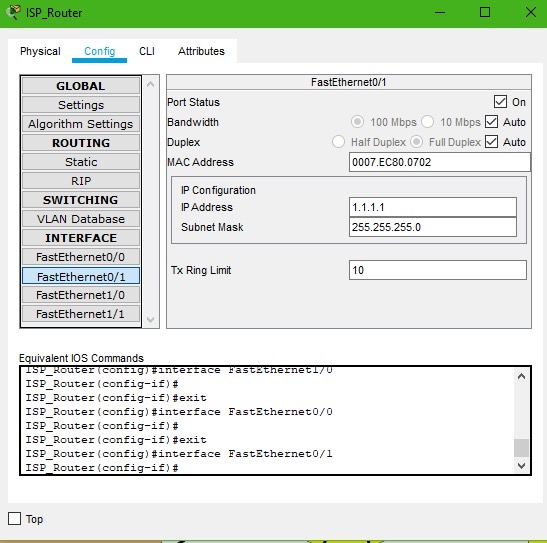 ISP_Router
Physical Config CLI Attributes
GLOBAL
Settings
Algorithm Settings
ROUTING
Static
RIP
SWITCHING
VLAN Database
INTERFACE
FastEthernet0/0
FastEthernet0/1
FastEthernet1/0
FastEthernet1/1
FastEthernet0/1
Port Status On
Bandwidth 100 Mbps 10 Mbps Auto
Duplex Half Duplex Full Duplex Auto
MAC Address 0007.EC80.0702
IP Configuration
IP Address 1.1.1.1
Subnet Mask 255.255.255.0
Tx Ring Limit 10
Equivalent IOS Commands
ISP_Router(config)#interface FastEthernet1/0
ISP_Router(config-if)#
ISP_Router(config-if)#exit
ISP_Router(config)#interface FastEthernet0/0
ISP_Router(config-if)#
ISP_Router(config-if)#exit
ISP_Router(config)#interface FastEthernet0/1
ISP_Router(config-if)#
Top